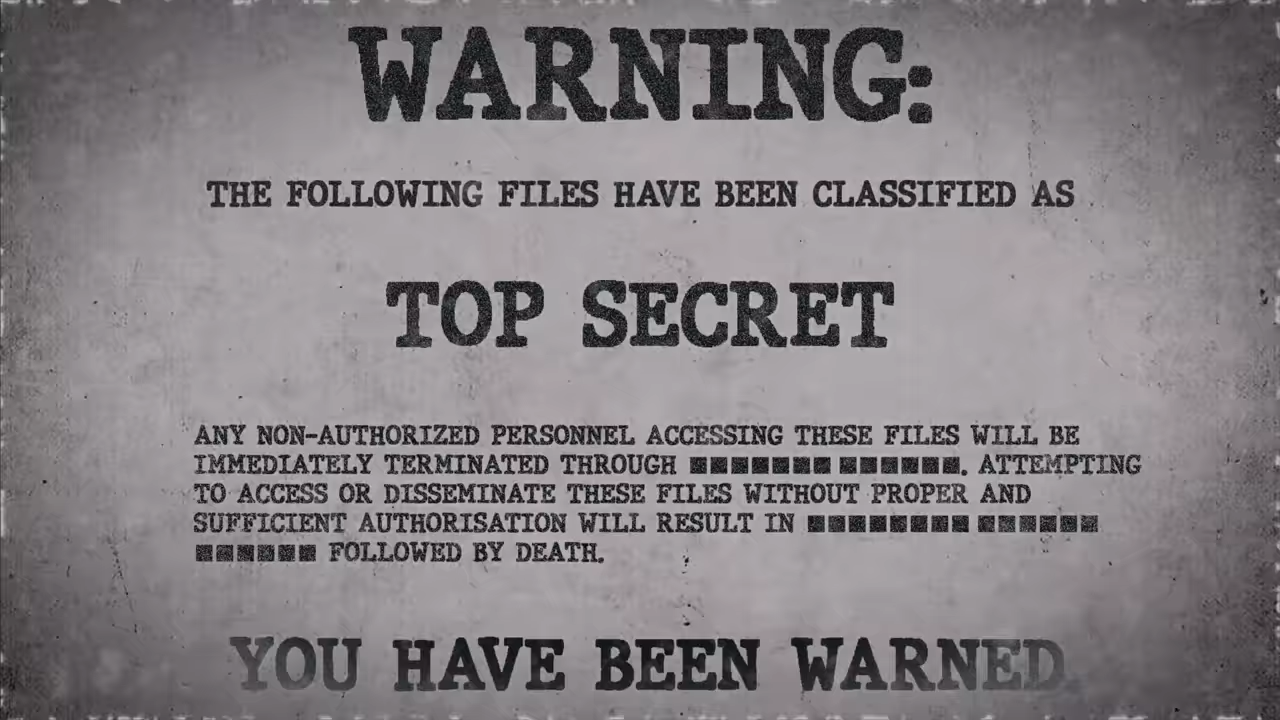 WARNING:
THE FOLLOWING FILES HAVE BEEN CLASSIFIED AS
TOP SECRET
ANY NON-AUTHORIZED PERSONNEL ACCESSING THESE FILES WILL BE
IMMEDIATELY TERMINATED THROUGH ■■■■■■■ ■■■■■■. ATTEMPTING
TO ACCESS OR DISSEMINATE THESE FILES WITHOUT PROPER AND
SUFFICIENT AUTHORISATION WILL RESULT IN ■■■■■■■■ ■■■■■■
■■■■■■ FOLLOWED BY DEATH.
YOU HAVE BEEN WARNED.